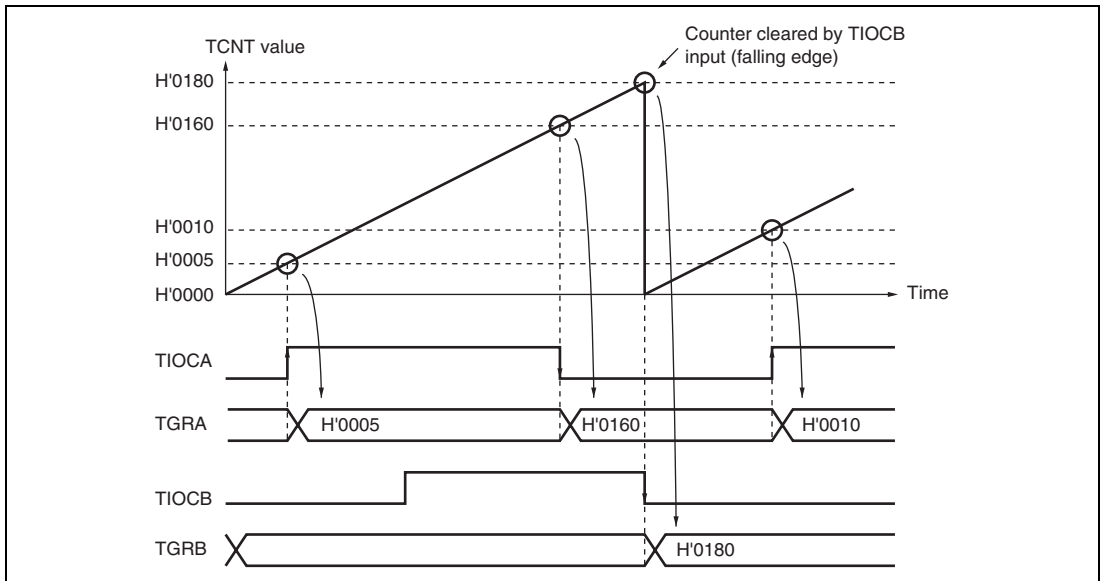 Counter cleared by TIOCB
input (falling edge)
TCNT value
H'0180
H'0160
H'0010
H'0005
H'0000
Time
TIOCA
TGRA
H'0005
H'0160
H'0010
TIOCB
TGRB
H'0180